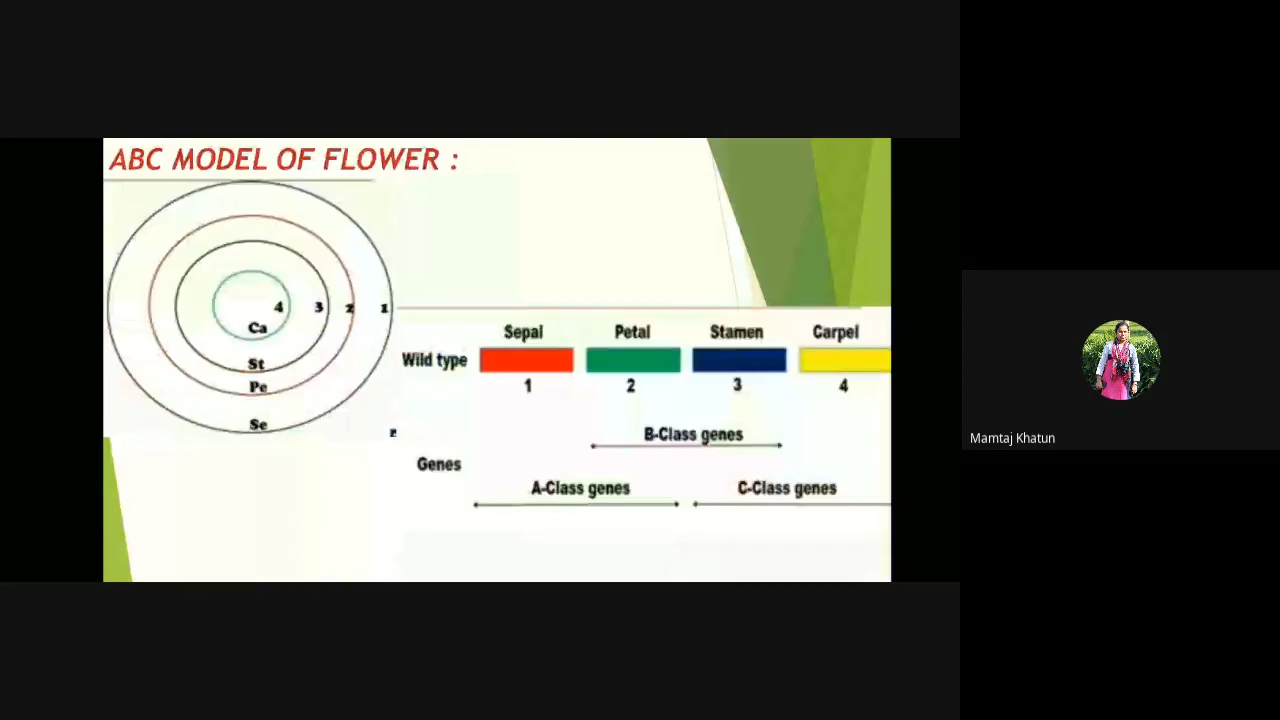 ABC MODEL OF FLOWER :
4 3 2 1
Ca
St
Pe
Se
Sepal Petal Stamen Carpel
Wild type
1 2 3 4
B-Class genes
Genes
A-Class genes C-Class genes
Mamtaj Khatun